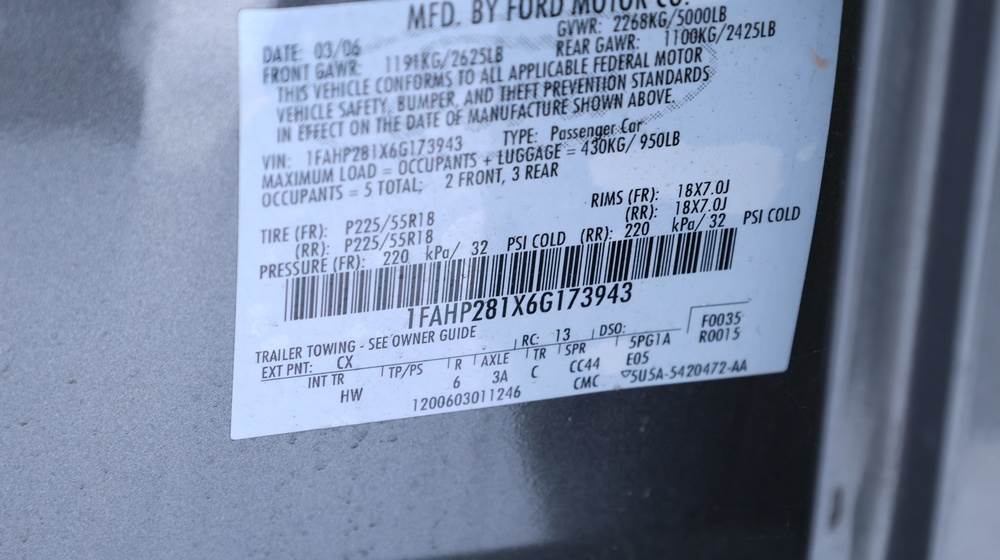 MFD. BY FORD MOTOR CO.
DATE: 03/06 GVWR: 2268KG/5000LB
FRONT GAWR: 1191KG/2625LB REAR GAWR: 1100KG/2425LB
THIS VEHICLE CONFORMS TO ALL APPLICABLE FEDERAL MOTOR
VEHICLE SAFETY, BUMPER, AND THEFT PREVENTION STANDARDS
IN EFFECT ON THE DATE OF MANUFACTURE SHOWN ABOVE.
VIN: 1FAHP281X6G173943 TYPE: Passenger Car
MAXIMUM LOAD = OCCUPANTS + LUGGAGE = 430KG/ 950LB
OCCUPANTS = 5 TOTAL; 2 FRONT, 3 REAR
TIRE (FR): P225/55R18 RIMS (FR): 18X7.0J
(RR): P225/55R18 (RR): 18X7.0J
PRESSURE (FR): 220 kPa/ 32 PSI COLD (RR): 220 kPa/ 32 PSI COLD
1FAHP281X6G173943
TRAILER TOWING - SEE OWNER GUIDE
EXT PNT: CX RC: 13 DSO: F0035
INT TR TP/PS R AXLE TR SPR 5PG1A R0015
HW 6 3A C CC44 E05
1200603011246 CMC 5U5A-5420472-AA